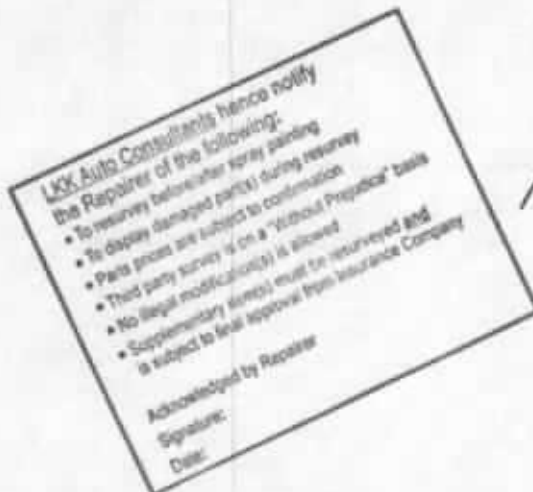 LKK Auto Consultants hence notify
the Repairer of the following:
• To resurvey before/after spray painting
• To display damaged part(s) during resurvey
• Parts prices are subject to confirmation
• Third party survey is on a "Without Prejudice" basis
• No illegal modification(s) is allowed
• Supplementary item(s) must be resurveyed and
is subject to final approval from Insurance Company
Acknowledged by Repairer
Signature:
Date: